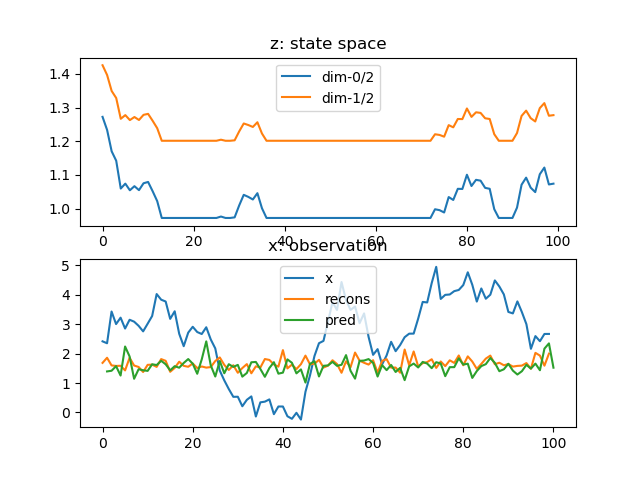 z: state space
1.4
1.3
1.2
1.1
1.0
dim-0/2
dim-1/2
0 20 40 60 80 100
x: observation
5
4
3
2
1
0
x
recons
pred
0 20 40 60 80 100